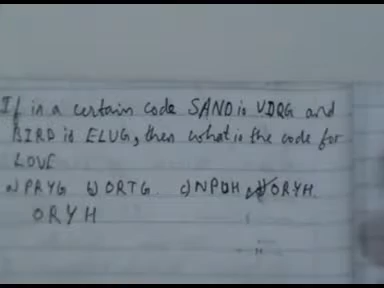 If in a certain code SAND is VDQG and
BIRD is ELUG, then what is the code for
LOVE
a) PRYG b) ORTG c) NPUH d) ORYH
ORYH